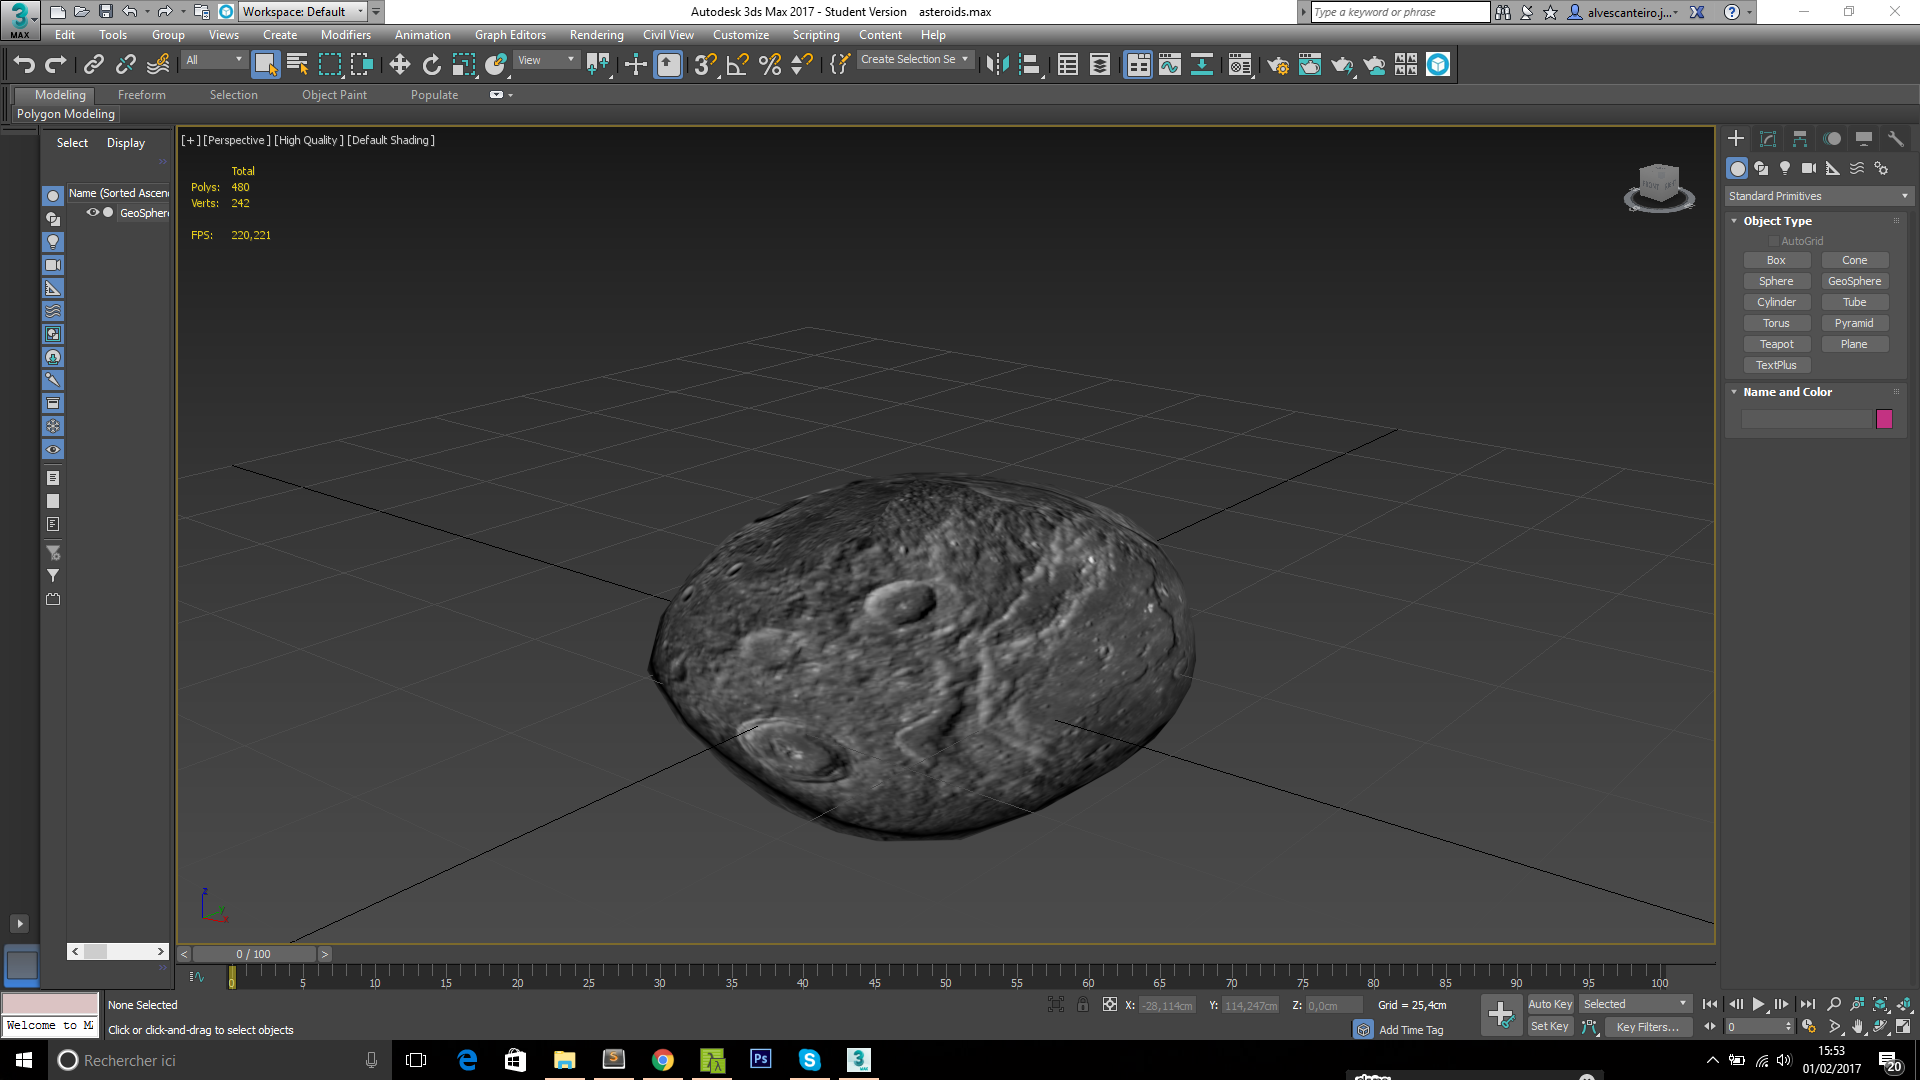 3 MAX
Workspace: Default
Autodesk 3ds Max 2017 - Student Version asteroids.max
Type a keyword or phrase
alvescanteiro.j...
Edit Tools Group Views Create Modifiers Animation Graph Editors Rendering Civil View Customize Scripting Content Help
All View Create Selection Se
Modeling Freeform Selection Object Paint Populate
Polygon Modeling
Select Display
[+] [Perspective ] [High Quality ] [Default Shading ]
Total
Polys: 480
Verts: 242
FPS: 220,221
Name (Sorted Ascen
GeoSphere
Standard Primitives
Object Type
AutoGrid
Box Cone
Sphere GeoSphere
Cylinder Tube
Torus Pyramid
Teapot Plane
TextPlus
Name and Color
z
y
x
< 0 / 100 >
0 5 10 15 20 25 30 35 40 45 50 55 60 65 70 75 80 85 90 95 100
None Selected
X: -28,114cm Y: 114,247cm Z: 0,0cm Grid = 25,4cm
Auto Key Selected
Welcome to M
Click or click-and-drag to select objects
Add Time Tag
Set Key Key Filters...
0
Rechercher ici
Ps
S
3 MAX
15:53
01/02/2017
20